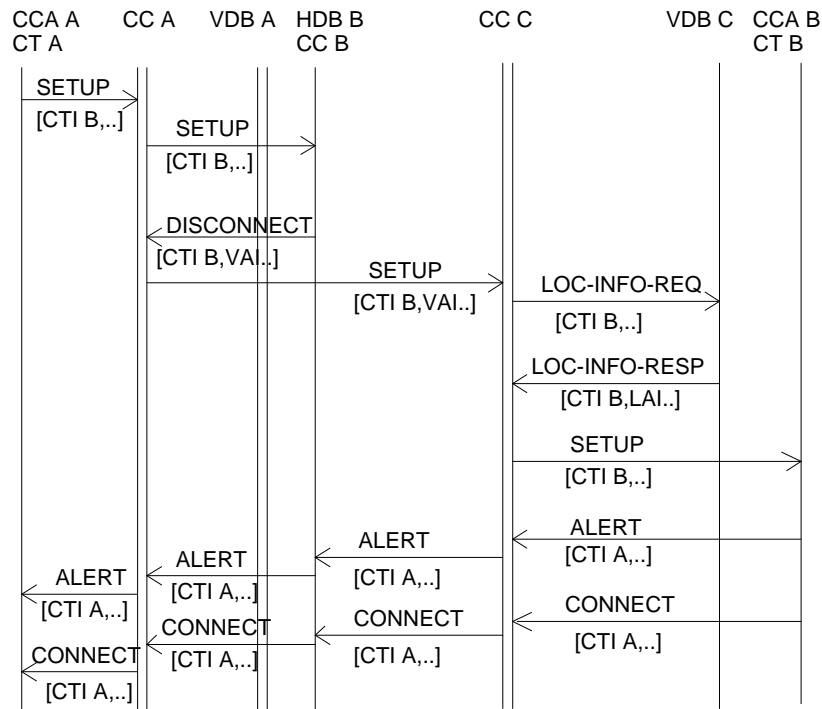 CCA A CC A VDB A HDB B CC C VDB C CCA B
CT A CC B CT B
SETUP
[CTI B,..]
SETUP
[CTI B,..]
DISCONNECT
[CTI B,VAI..]
SETUP
[CTI B,VAI..]
LOC-INFO-REQ
[CTI B,..]
LOC-INFO-RESP
[CTI B,LAI..]
SETUP
[CTI B,..]
ALERT
[CTI A,..]
ALERT
[CTI A,..]
ALERT
[CTI A,..]
ALERT
[CTI A,..]
CONNECT
[CTI A,..]
CONNECT
[CTI A,..]
CONNECT
[CTI A,..]
CONNECT
[CTI A,..]